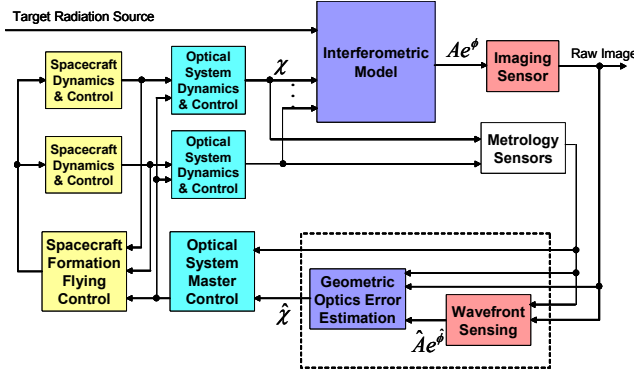 Target Radiation Source
Spacecraft
Dynamics
& Control
Optical
System
Dynamics
& Control
χ
Interferometric
Model
Ae^ϕ
Imaging
Sensor
Raw Image
Spacecraft
Dynamics
& Control
Optical
System
Dynamics
& Control
Metrology
Sensors
Spacecraft
Formation
Flying
Control
Optical
System
Master
Control
χ̂
Geometric
Optics Error
Estimation
Âe^ϕ̂
Wavefront
Sensing